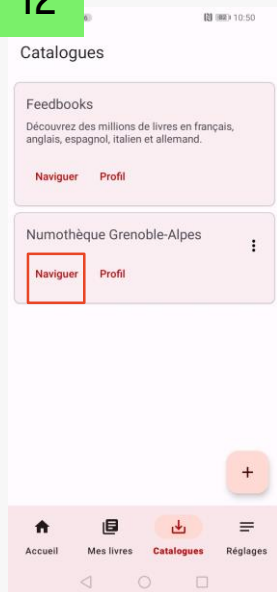 12
10:50
Catalogues
Feedbooks
Découvrez des millions de livres en français,
anglais, espagnol, italien et allemand.
Naviguer Profil
Numothèque Grenoble-Alpes
Naviguer Profil
+
Accueil Mes livres Catalogues Réglages